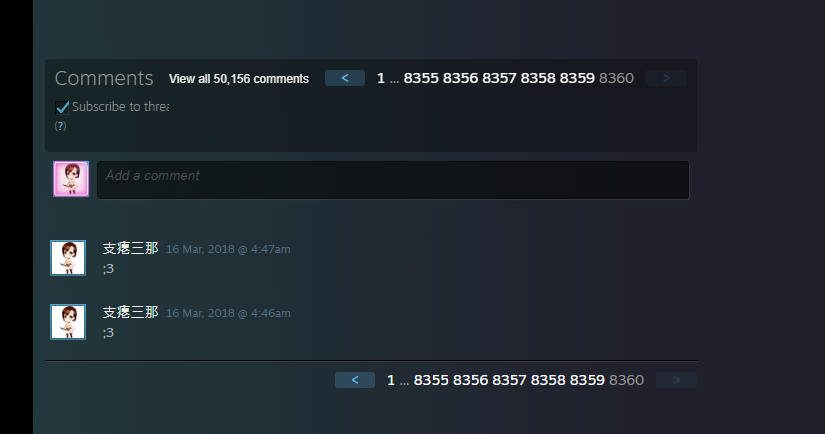 Comments View all 50,156 comments < 1 ... 8355 8356 8357 8358 8359 8360 >
Subscribe to threa
(?)
Add a comment
支瘪三那 16 Mar, 2018 @ 4:47am
;3
支瘪三那 16 Mar, 2018 @ 4:46am
;3
< 1 ... 8355 8356 8357 8358 8359 8360 >